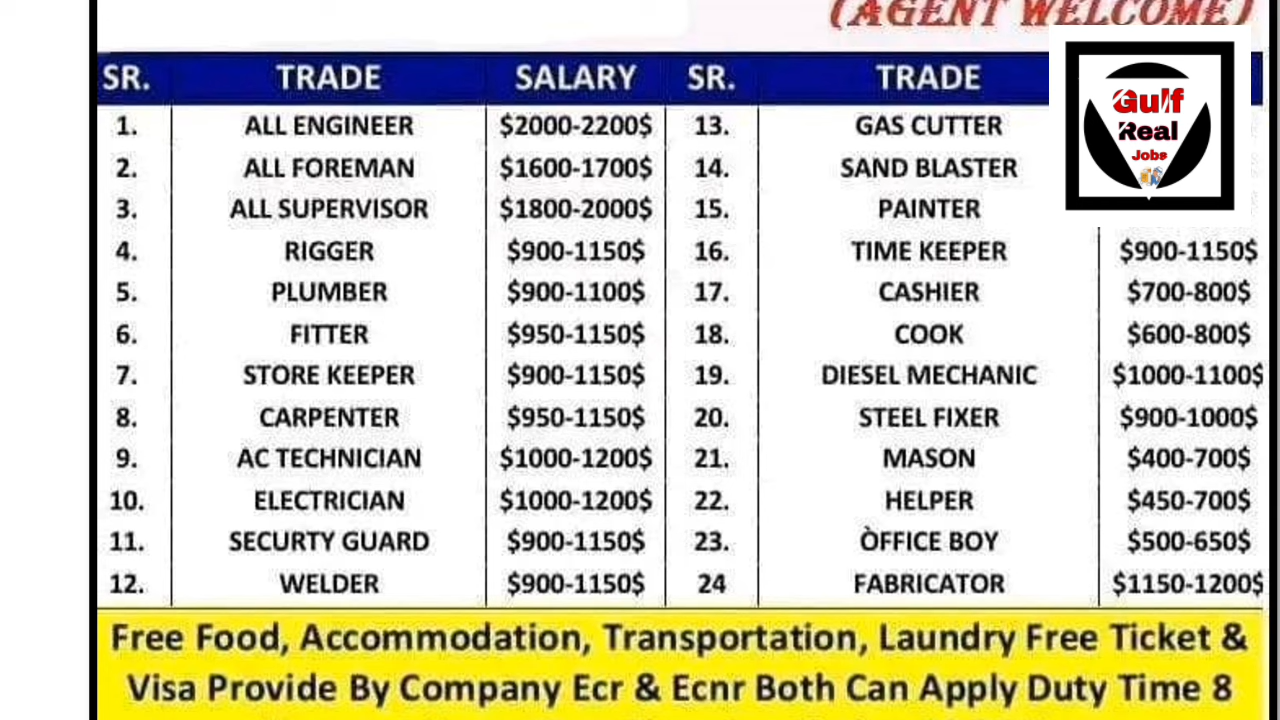 (AGENT WELCOME)
SR. TRADE SALARY SR. TRADE
Gulf
Real
Jobs
1. ALL ENGINEER $2000-2200$ 13. GAS CUTTER
2. ALL FOREMAN $1600-1700$ 14. SAND BLASTER
3. ALL SUPERVISOR $1800-2000$ 15. PAINTER
4. RIGGER $900-1150$ 16. TIME KEEPER $900-1150$
5. PLUMBER $900-1100$ 17. CASHIER $700-800$
6. FITTER $950-1150$ 18. COOK $600-800$
7. STORE KEEPER $900-1150$ 19. DIESEL MECHANIC $1000-1100$
8. CARPENTER $950-1150$ 20. STEEL FIXER $900-1000$
9. AC TECHNICIAN $1000-1200$ 21. MASON $400-700$
10. ELECTRICIAN $1000-1200$ 22. HELPER $450-700$
11. SECURTY GUARD $900-1150$ 23. ÒFFICE BOY $500-650$
12. WELDER $900-1150$ 24 FABRICATOR $1150-1200$
Free Food, Accommodation, Transportation, Laundry Free Ticket &
Visa Provide By Company Ecr & Ecnr Both Can Apply Duty Time 8